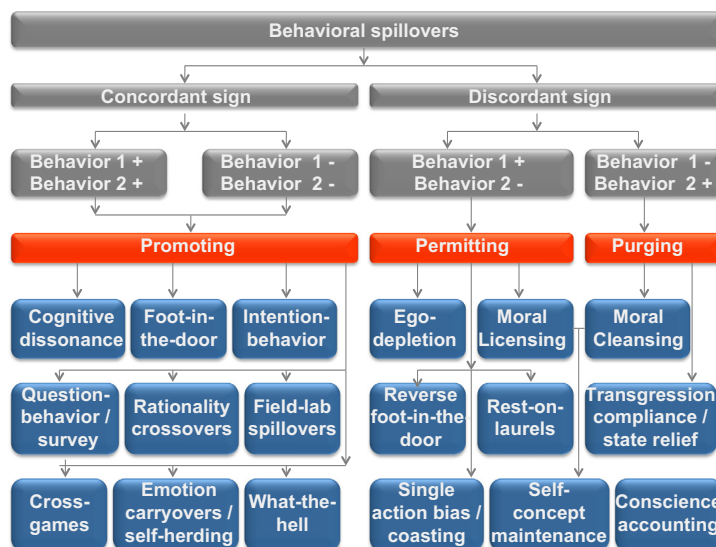 Behavioral spillovers
Concordant sign
Discordant sign
Behavior 1 +
Behavior 2 +
Behavior 1 -
Behavior 2 -
Behavior 1 +
Behavior 2 -
Behavior 1 -
Behavior 2 +
Promoting
Permitting
Purging
Cognitive
dissonance
Foot-in-
the-door
Intention-
behavior
Ego-
depletion
Moral
Licensing
Moral
Cleansing
Question-
behavior /
survey
Rationality
crossovers
Field-lab
spillovers
Reverse
foot-in-the-
door
Rest-on-
laurels
Transgression
compliance /
state relief
Cross-
games
Emotion
carryovers /
self-herding
What-the-
hell
Single
action bias /
coasting
Self-
concept
maintenance
Conscience
accounting